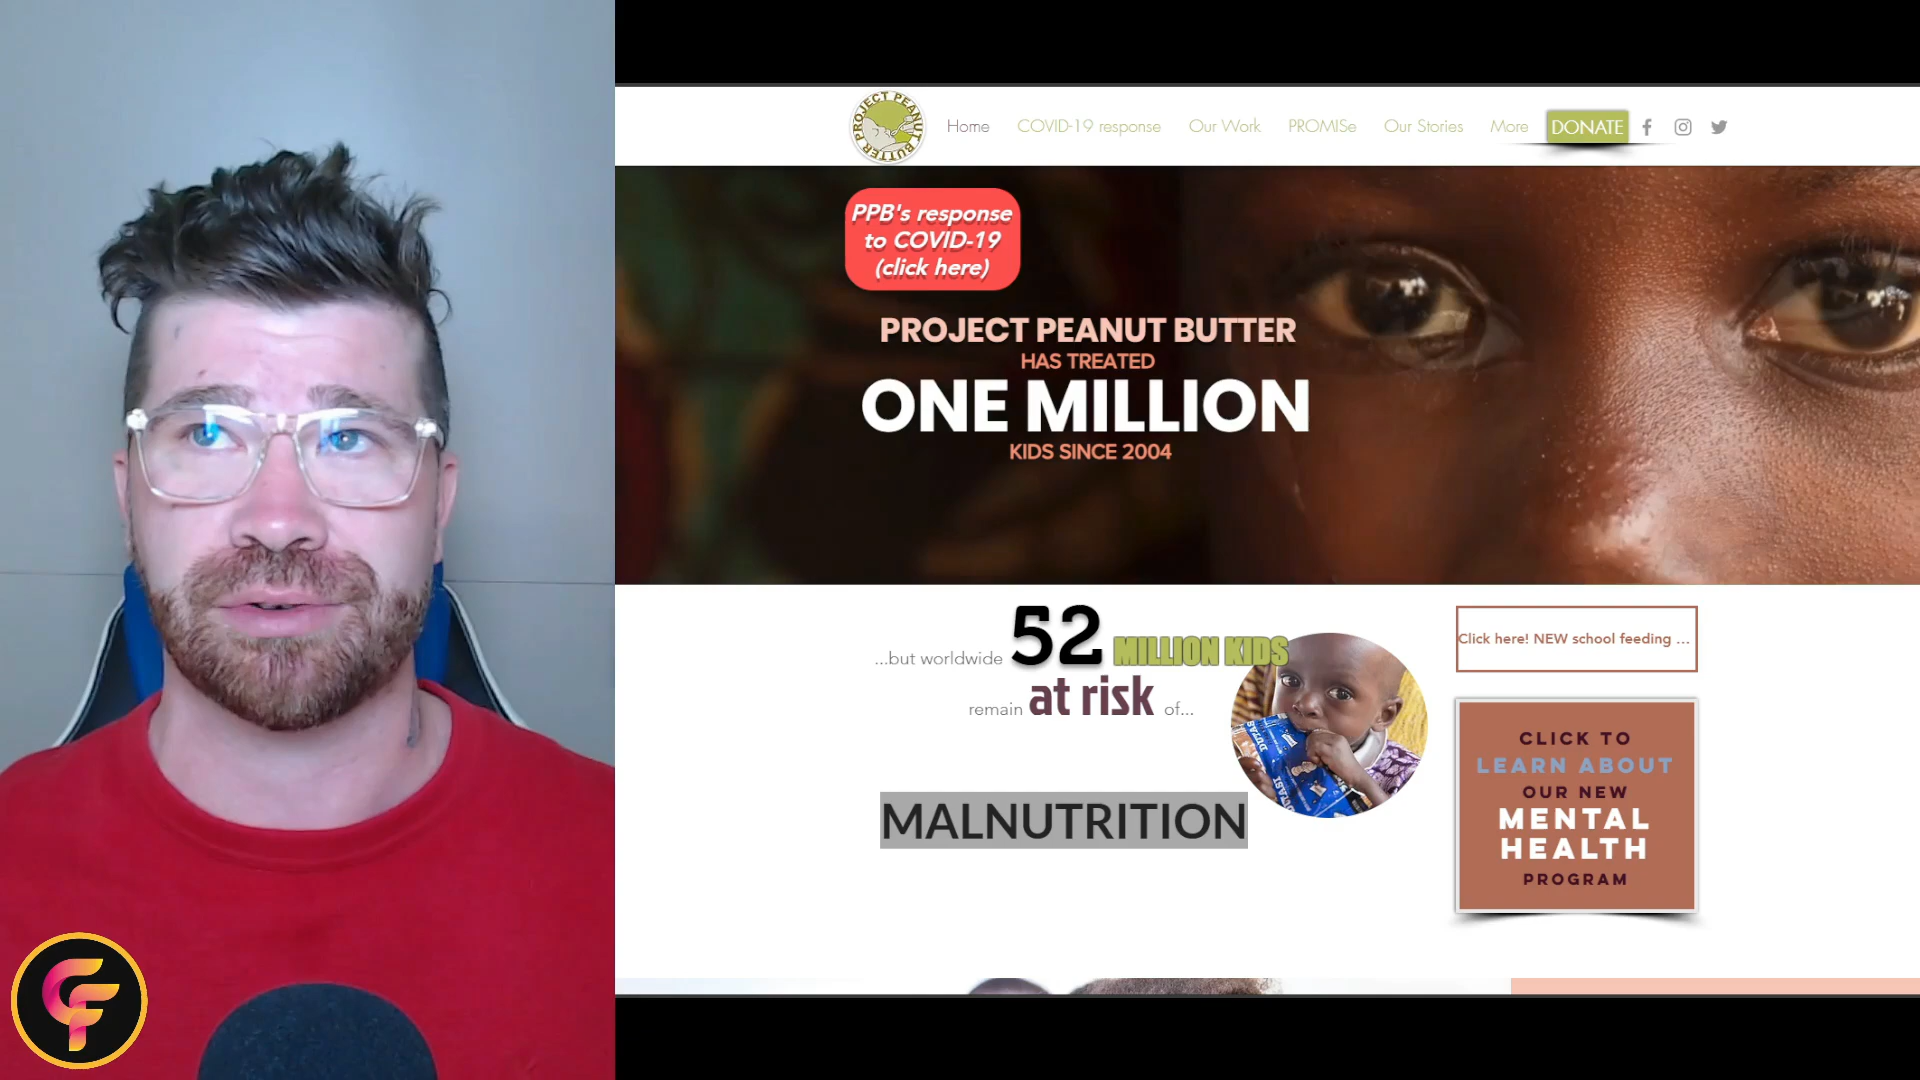 PROJECT PEANUT BUTTER
Home
COVID-19 response
Our Work
PROMISe
Our Stories
More
DONATE
PPB's response
to COVID-19
(click here)
PROJECT PEANUT BUTTER
HAS TREATED
ONE MILLION
KIDS SINCE 2004
...but worldwide 52 MILLION KIDS
remain at risk of...
MALNUTRITION
Click here! NEW school feeding ...
CLICK TO
LEARN ABOUT
OUR NEW
MENTAL
HEALTH
PROGRAM